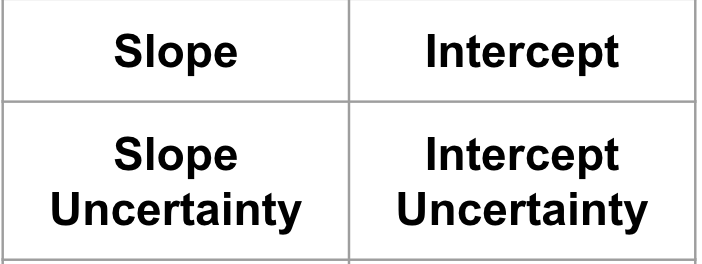 Slope
Intercept
Slope
Uncertainty
Intercept
Uncertainty